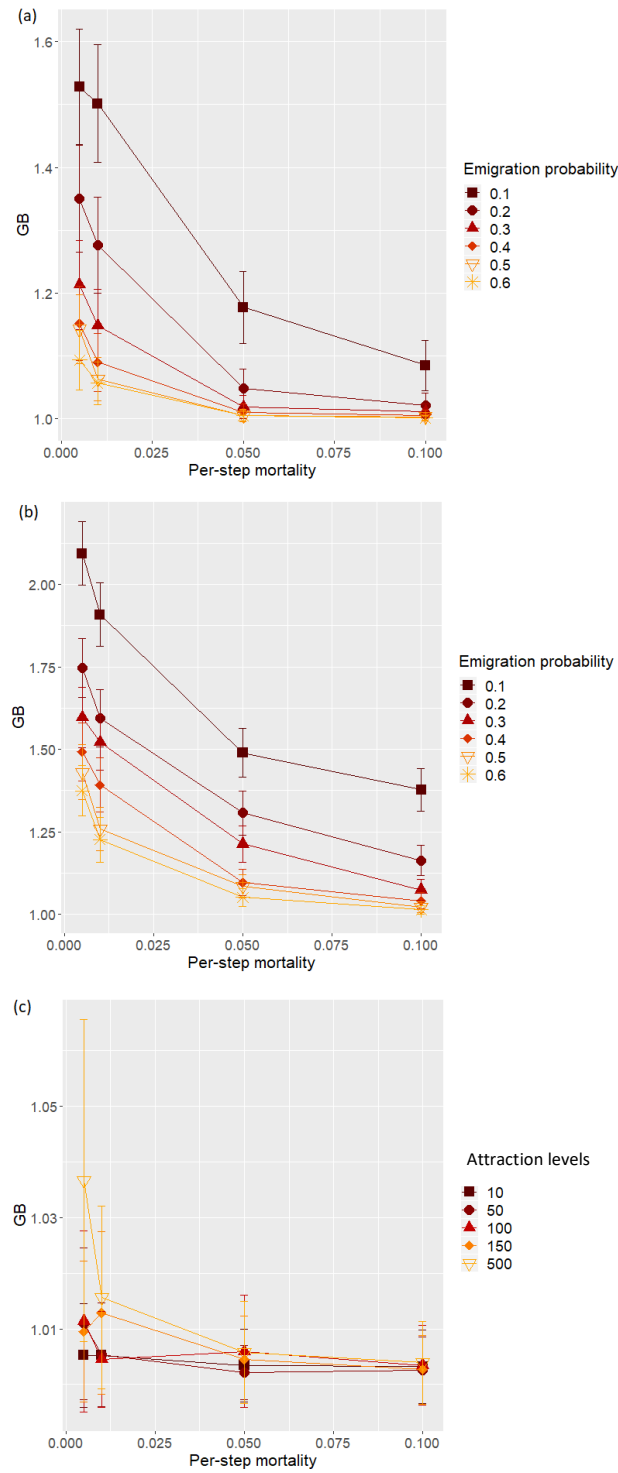 (a)
1.6
1.4
1.2
1.0
GB
0.000 0.025 0.050 0.075 0.100
Per-step mortality
Emigration probability
0.1
0.2
0.3
0.4
0.5
0.6
(b)
2.00
1.75
1.50
1.25
1.00
GB
0.000 0.025 0.050 0.075 0.100
Per-step mortality
Emigration probability
0.1
0.2
0.3
0.4
0.5
0.6
(c)
1.05
1.03
1.01
GB
0.000 0.025 0.050 0.075 0.100
Per-step mortality
Attraction levels
10
50
100
150
500